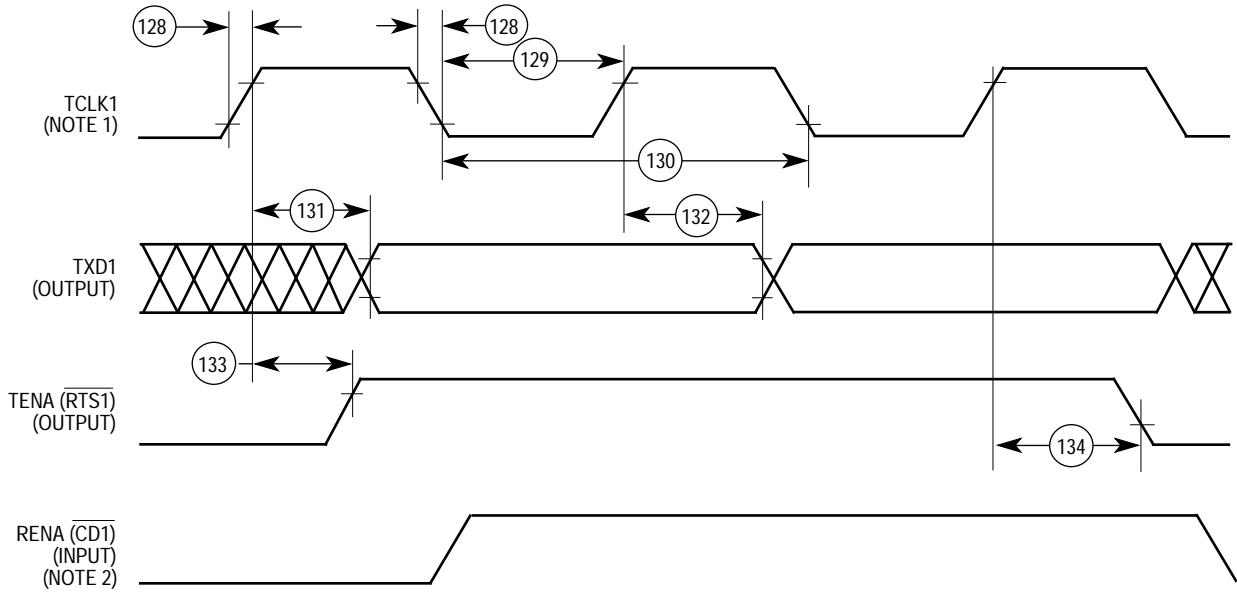 128
128
129
TCLK1
(NOTE 1)
130
131
132
TXD1
(OUTPUT)
133
TENA (RTS1)
(OUTPUT)
134
RENA (CD1)
(INPUT)
(NOTE 2)